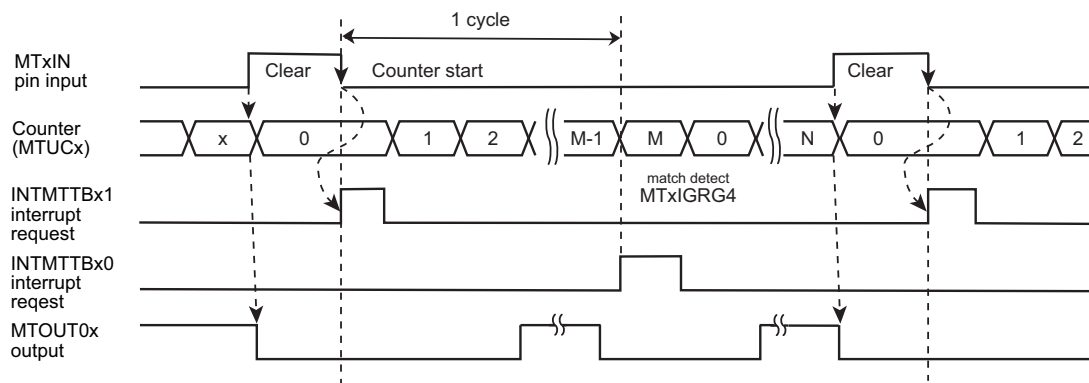 1 cycle
MTxIN
pin input
Clear
Counter start
Clear
Counter
(MTUCx)
x 0 1 2 M-1 M 0 N 0 1 2
match detect
MTxIGRG4
INTMTTBx1
interrupt
request
INTMTTBx0
interrupt
reqest
MTOUT0x
output